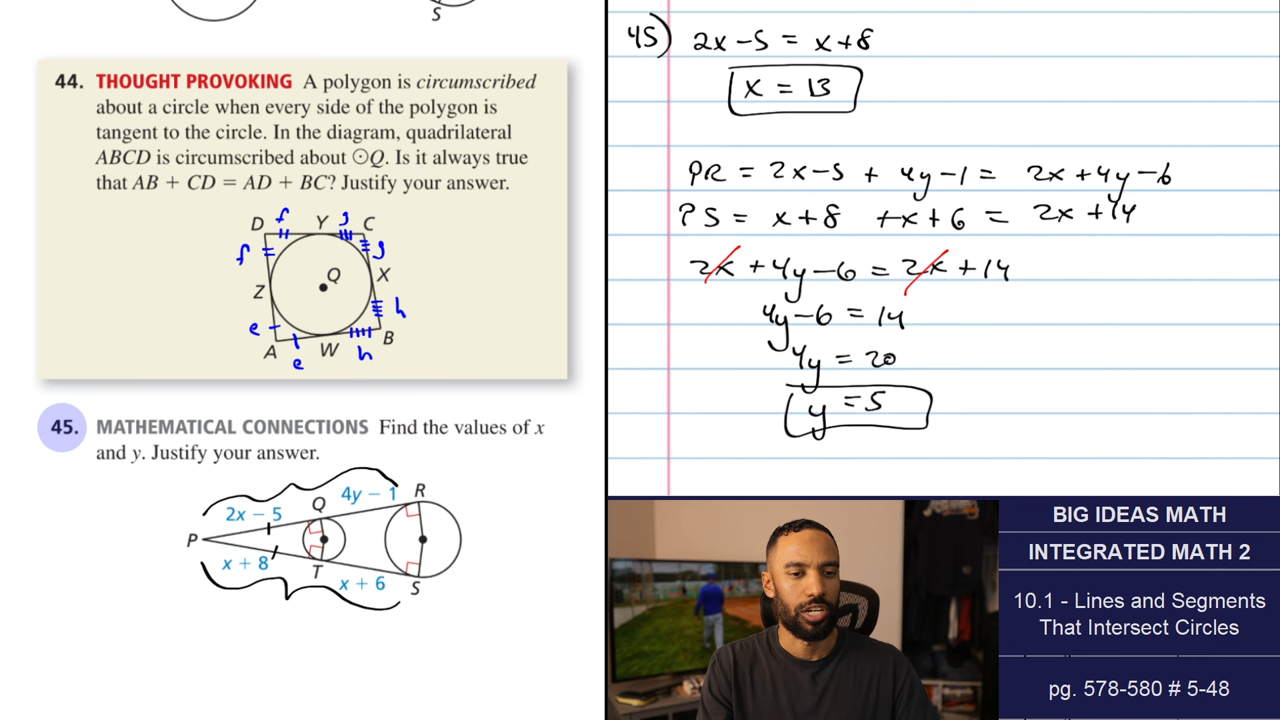 S
44. THOUGHT PROVOKING A polygon is circumscribed
about a circle when every side of the polygon is
tangent to the circle. In the diagram, quadrilateral
ABCD is circumscribed about ⊙Q. Is it always true
that AB + CD = AD + BC? Justify your answer.
D f Y g C
f g
Q X
Z
e h
A e W h B
45. MATHEMATICAL CONNECTIONS Find the values of x
and y. Justify your answer.
2x − 5 Q 4y − 1 R
P
x + 8 T x + 6 S
45) 2x − 5 = x + 8
x = 13
PR = 2x − 5 + 4y − 1 = 2x + 4y − 6
PS = x + 8 + x + 6 = 2x + 14
2x + 4y − 6 = 2x + 14
4y − 6 = 14
4y = 20
y = 5
BIG IDEAS MATH
INTEGRATED MATH 2
10.1 - Lines and Segments
That Intersect Circles
pg. 578-580 # 5-48